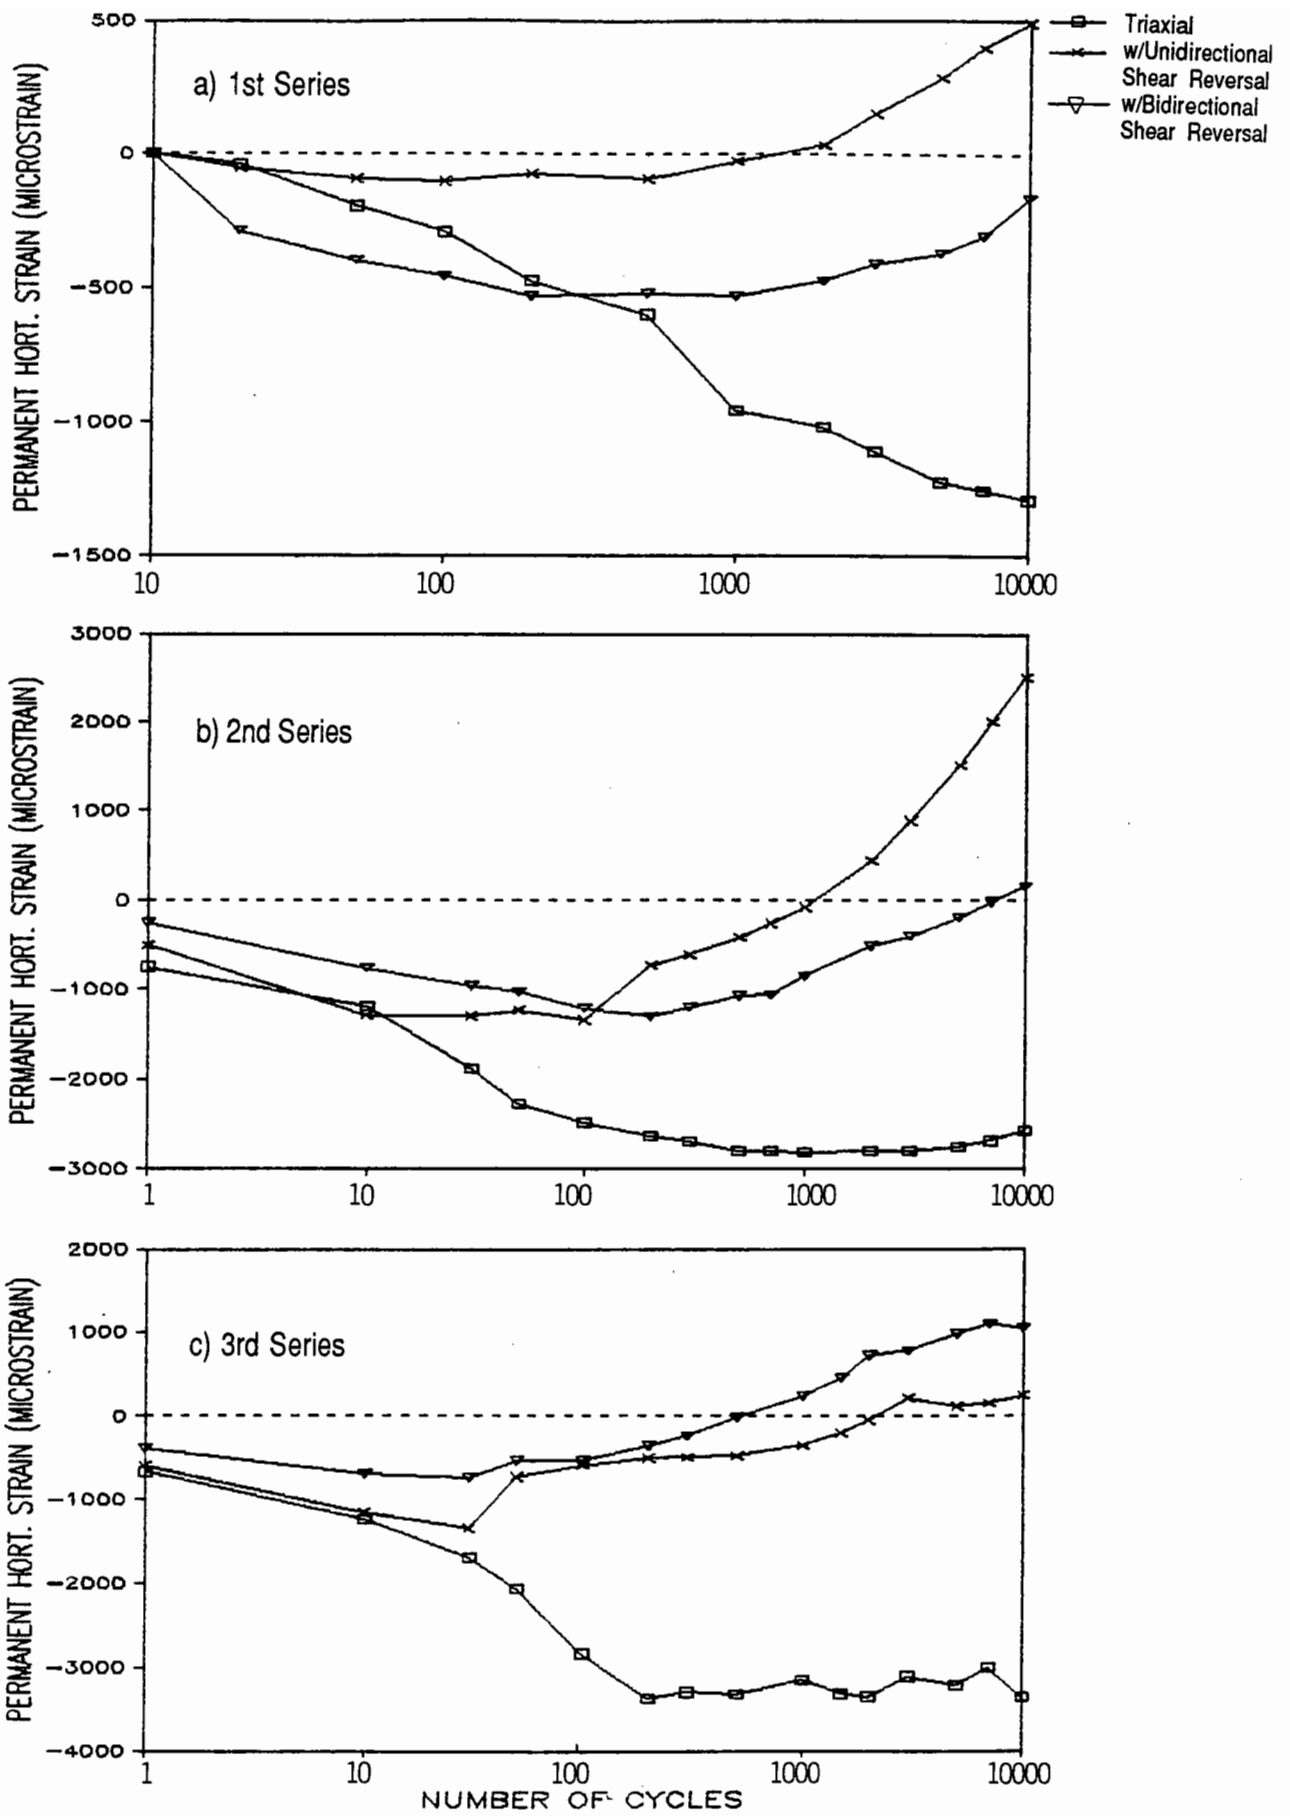 Triaxial
w/Unidirectional
Shear Reversal
w/Bidirectional
Shear Reversal
a) 1st Series
PERMANENT HORT. STRAIN (MICROSTRAIN)
500
0
-500
-1000
-1500
10 100 1000 10000
b) 2nd Series
PERMANENT HORT. STRAIN (MICROSTRAIN)
3000
2000
1000
0
-1000
-2000
-3000
1 10 100 1000 10000
c) 3rd Series
PERMANENT HORT. STRAIN (MICROSTRAIN)
2000
1000
0
-1000
-2000
-3000
-4000
1 10 100 1000 10000
NUMBER OF CYCLES